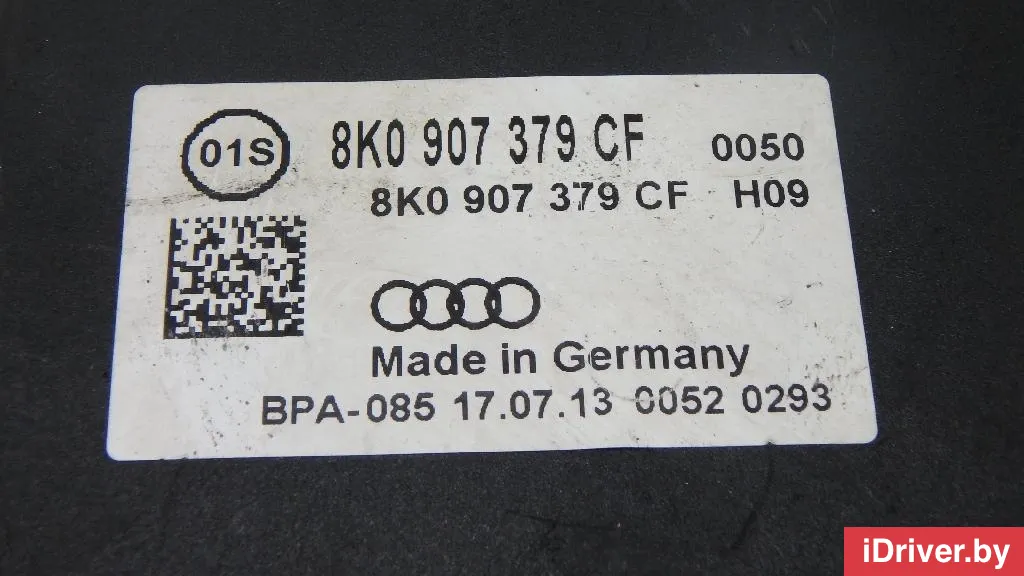 01S 8K0 907 379 CF 0050
8K0 907 379 CF H09
Made in Germany
BPA-085 17.07.13 0052 0293
iDriver.by